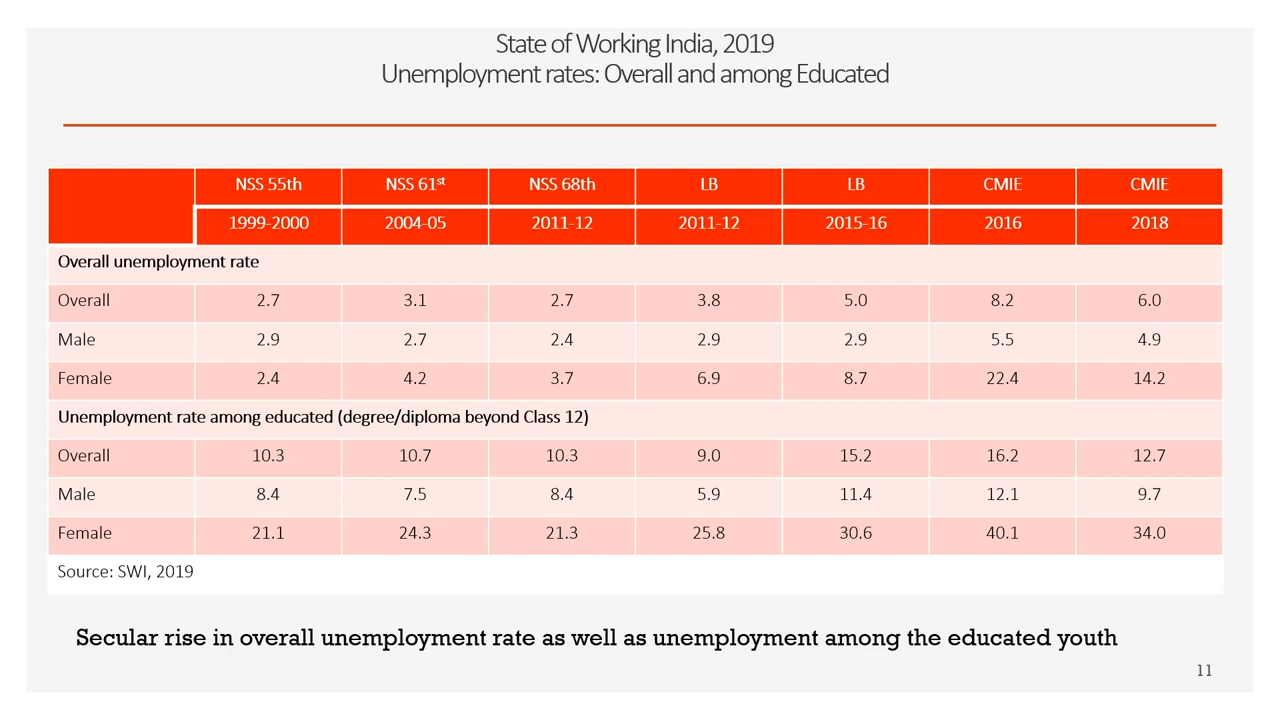 State of Working India, 2019
Unemployment rates: Overall and among Educated
NSS 55th NSS 61st NSS 68th LB LB CMIE CMIE
1999-2000 2004-05 2011-12 2011-12 2015-16 2016 2018
Overall unemployment rate
Overall 2.7 3.1 2.7 3.8 5.0 8.2 6.0
Male 2.9 2.7 2.4 2.9 2.9 5.5 4.9
Female 2.4 4.2 3.7 6.9 8.7 22.4 14.2
Unemployment rate among educated (degree/diploma beyond Class 12)
Overall 10.3 10.7 10.3 9.0 15.2 16.2 12.7
Male 8.4 7.5 8.4 5.9 11.4 12.1 9.7
Female 21.1 24.3 21.3 25.8 30.6 40.1 34.0
Source: SWI, 2019
Secular rise in overall unemployment rate as well as unemployment among the educated youth
11